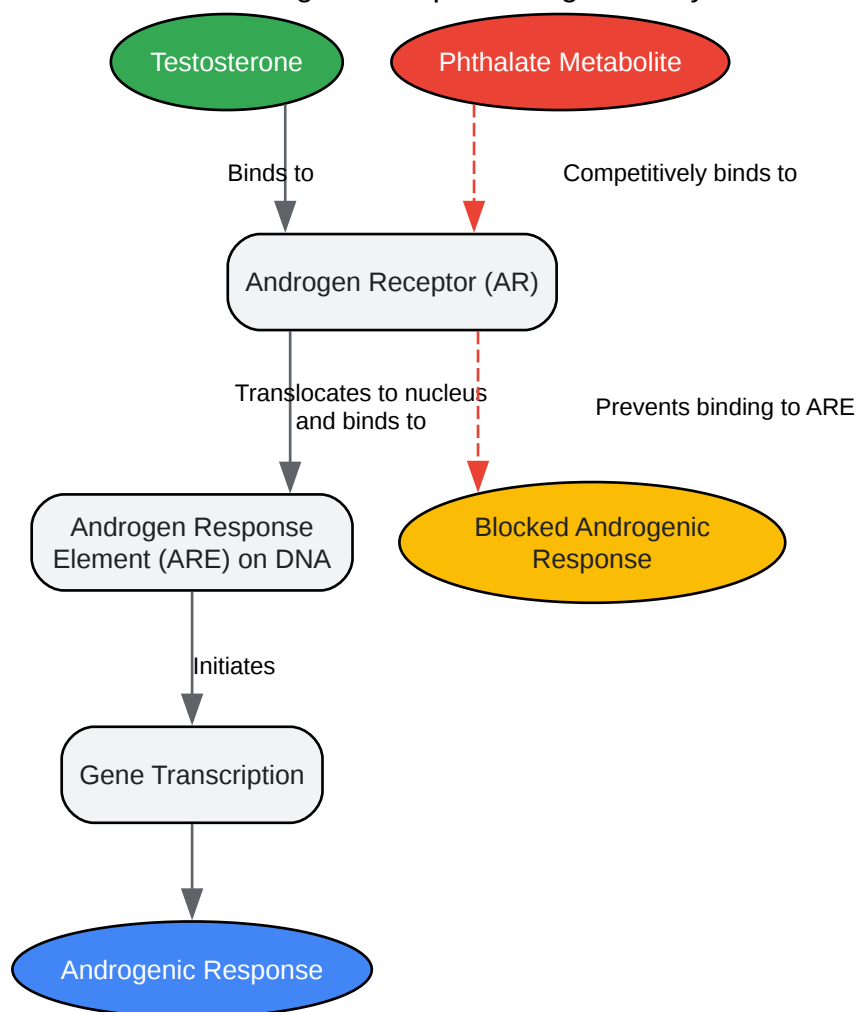 Testosterone
Phthalate Metabolite
Binds to
Competitively binds to
Androgen Receptor (AR)
Translocates to nucleus
and binds to
Prevents binding to ARE
Androgen Response
Element (ARE) on DNA
Blocked Androgenic
Response
Initiates
Gene Transcription
Androgenic Response